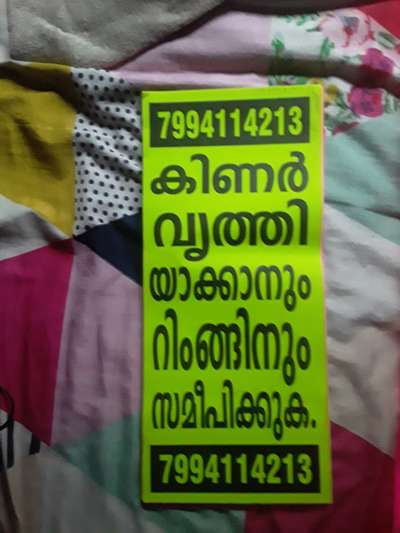 7994114213
കിണർ
വൃത്തി
യാക്കാനും
റിംങ്ങിനും
സമീപിക്കുക.
7994114213